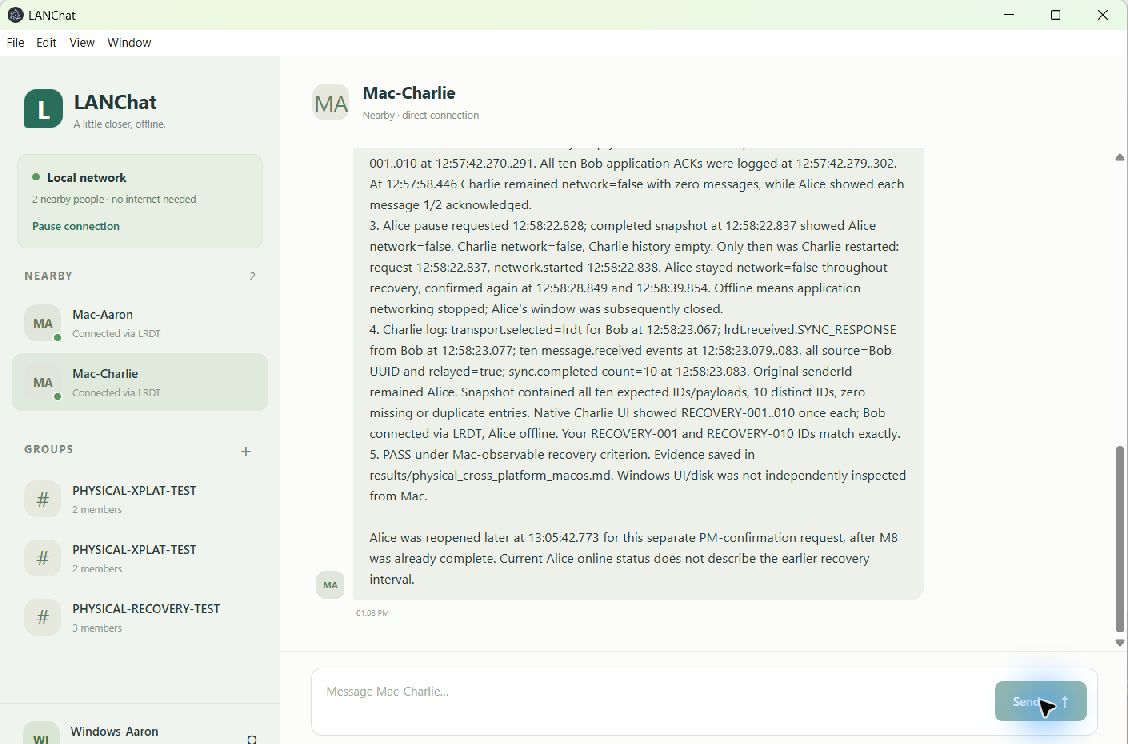 LANChat
File Edit View Window
L
LANChat
A little closer, offline.
Local network
2 nearby people · no internet needed
Pause connection
NEARBY 2
MA
Mac-Aaron
Connected via LRDT
MA
Mac-Charlie
Connected via LRDT
GROUPS +
#
PHYSICAL-XPLAT-TEST
2 members
#
PHYSICAL-XPLAT-TEST
2 members
#
PHYSICAL-RECOVERY-TEST
3 members
WI
Windows-Aaron
MA
Mac-Charlie
Nearby · direct connection
001..010 at 12:57:42.270..291. All ten Bob application ACKs were logged at 12:57:42.279..302.
At 12:57:58.446 Charlie remained network=false with zero messages, while Alice showed each
message 1/2 acknowledged.
3. Alice pause requested 12:58:22.828; completed snapshot at 12:58:22.837 showed Alice
network=false, Charlie network=false, Charlie history empty. Only then was Charlie restarted:
request 12:58:22.837, network.started 12:58:22.838. Alice stayed network=false throughout
recovery, confirmed again at 12:58:28.849 and 12:58:39.854. Offline means application
networking stopped; Alice's window was subsequently closed.
4. Charlie log: transport.selected=lrdt for Bob at 12:58:23.067; lrdt.received.SYNC_RESPONSE
from Bob at 12:58:23.077; ten message.received events at 12:58:23.079..083, all source=Bob
UUID and relayed=true; sync.completed count=10 at 12:58:23.083. Original senderId
remained Alice. Snapshot contained all ten expected IDs/payloads, 10 distinct IDs, zero
missing or duplicate entries. Native Charlie UI showed RECOVERY-001..010 once each; Bob
connected via LRDT, Alice offline. Your RECOVERY-001 and RECOVERY-010 IDs match exactly.
5. PASS under Mac-observable recovery criterion. Evidence saved in
results/physical_cross_platform_macos.md. Windows UI/disk was not independently inspected
from Mac.
Alice was reopened later at 13:05:42.773 for this separate PM-confirmation request, after M8
was already complete. Current Alice online status does not describe the earlier recovery
interval.
MA
01:08 PM
Message Mac-Charlie...
Send ↑